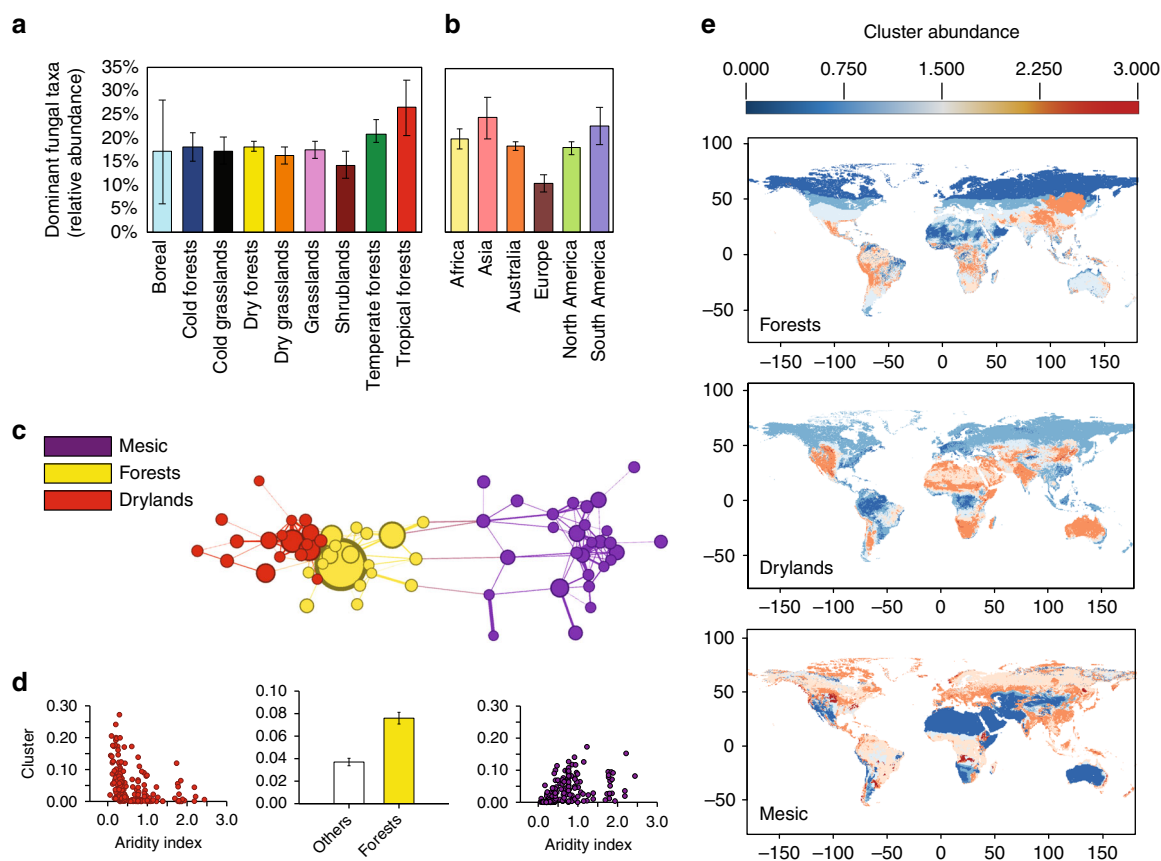 a
Dominant fungal taxa
(relative abundance)
35%
30%
25%
20%
15%
10%
5%
0%
Boreal
Cold forests
Cold grasslands
Dry forests
Dry grasslands
Grasslands
Shrublands
Temperate forests
Tropical forests
b
Africa
Asia
Australia
Europe
North America
South America
c
Mesic
Forests
Drylands
d
Cluster
0.30
0.20
0.10
0.00
0.0 1.0 2.0 3.0
Aridity index
0.10
0.08
0.06
0.04
0.02
0.00
Others
Forests
0.30
0.20
0.10
0.00
0.0 1.0 2.0 3.0
Aridity index
e
Cluster abundance
0.000 0.750 1.500 2.250 3.000
100
50
0
−50
Forests
−150 −100 −50 0 50 100 150
100
50
0
−50
Drylands
−150 −100 −50 0 50 100 150
100
50
0
−50
Mesic
−150 −100 −50 0 50 100 150